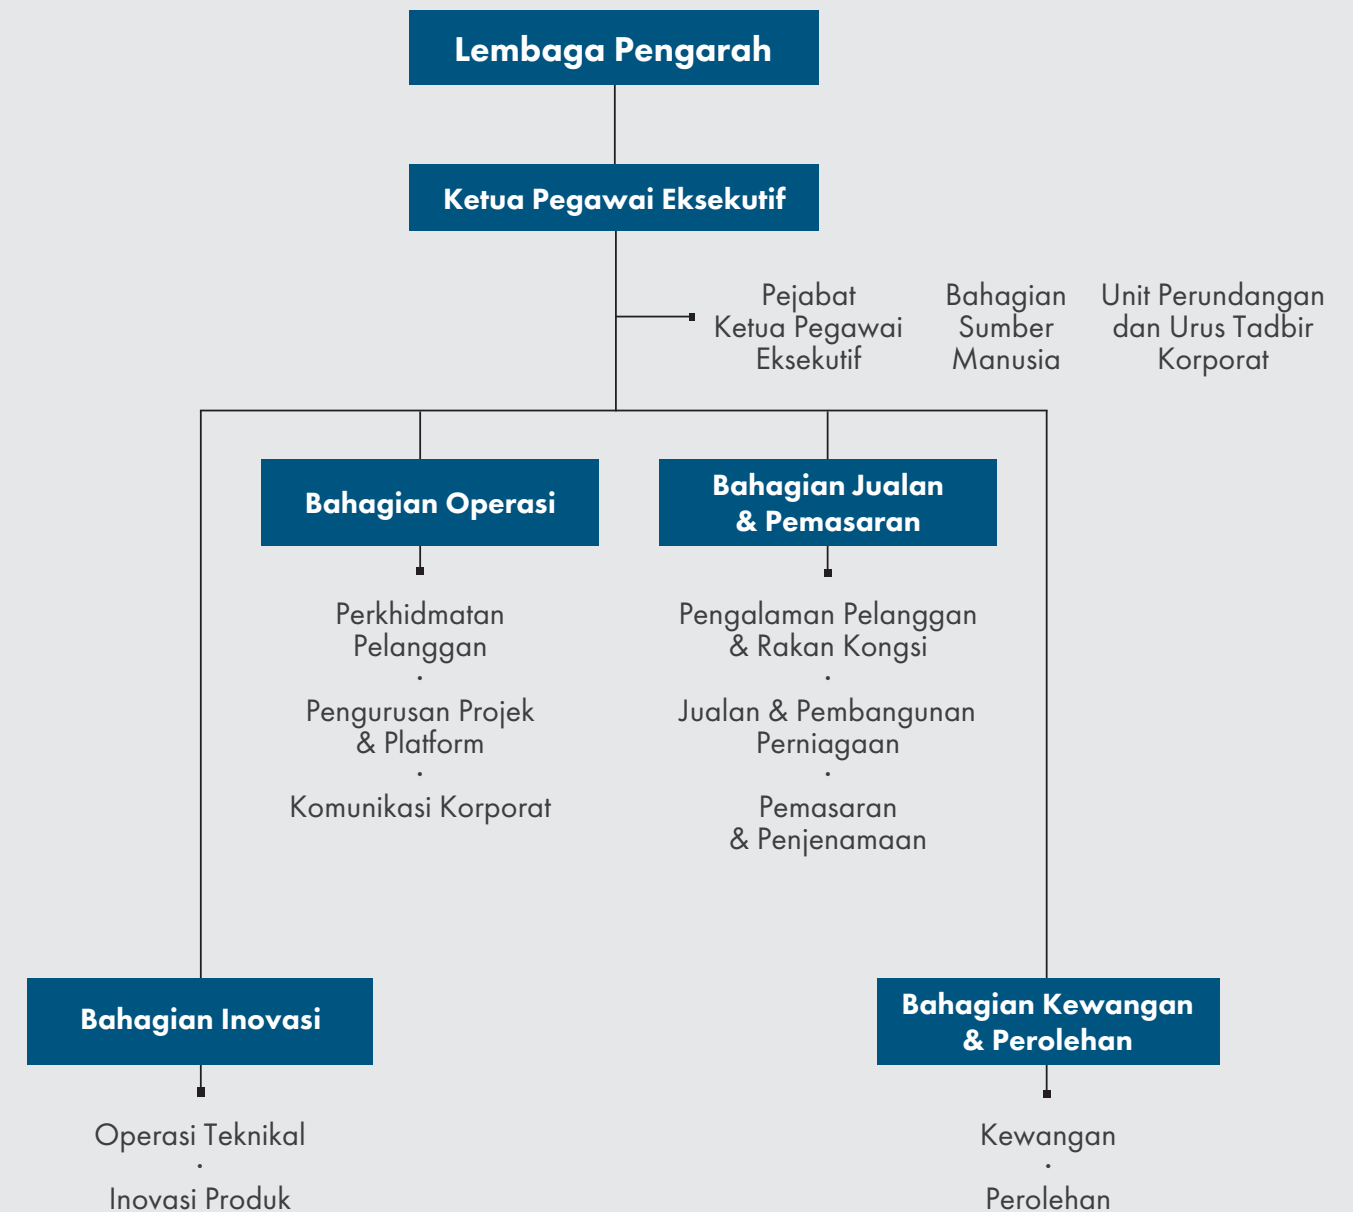 Lembaga Pengarah
Ketua Pegawai Eksekutif
Pejabat
Ketua Pegawai
Eksekutif
Bahagian
Sumber
Manusia
Unit Perundangan
dan Urus Tadbir
Korporat
Bahagian Operasi
Perkhidmatan
Pelanggan
·
Pengurusan Projek
& Platform
·
Komunikasi Korporat
Bahagian Jualan
& Pemasaran
Pengalaman Pelanggan
& Rakan Kongsi
·
Jualan & Pembangunan
Perniagaan
·
Pemasaran
& Penjenamaan
Bahagian Inovasi
Operasi Teknikal
·
Inovasi Produk
Bahagian Kewangan
& Perolehan
Kewangan
·
Perolehan